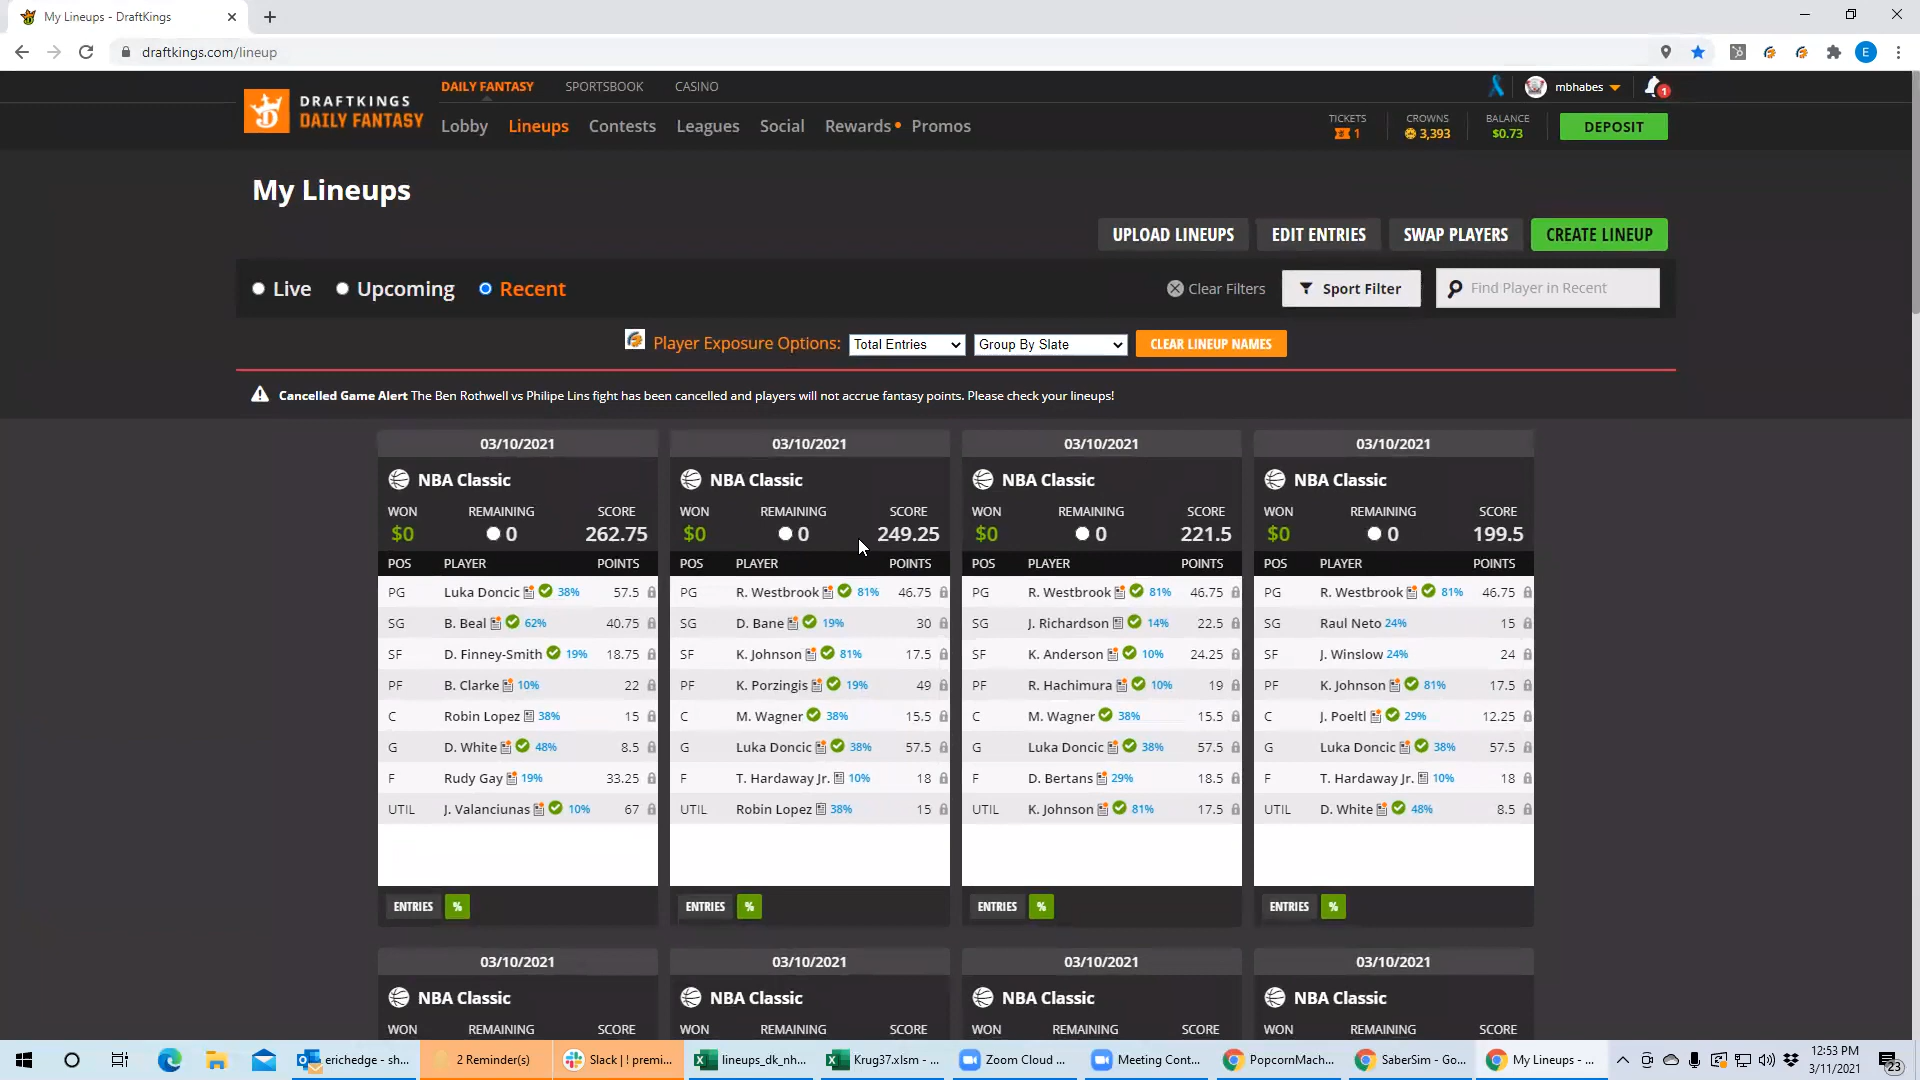 My Lineups - DraftKings
draftkings.com/lineup
E
DRAFTKINGS
DAILY FANTASY
DAILY FANTASY SPORTSBOOK CASINO
mbhabes
1
Lobby Lineups Contests Leagues Social Rewards Promos
TICKETS CROWNS BALANCE
1 3,393 $0.73
DEPOSIT
My Lineups
UPLOAD LINEUPS EDIT ENTRIES SWAP PLAYERS CREATE LINEUP
Live Upcoming Recent
Clear Filters Sport Filter Find Player in Recent
Player Exposure Options: Total Entries Group By Slate CLEAR LINEUP NAMES
Cancelled Game Alert The Ben Rothwell vs Philipe Lins fight has been cancelled and players will not accrue fantasy points. Please check your lineups!
03/10/2021
NBA Classic
WON REMAINING SCORE
$0 0 262.75
POS PLAYER POINTS
PG Luka Doncic 38% 57.5
SG B. Beal 62% 40.75
SF D. Finney-Smith 19% 18.75
PF B. Clarke 10% 22
C Robin Lopez 38% 15
G D. White 48% 8.5
F Rudy Gay 19% 33.25
UTIL J. Valanciunas 10% 67
ENTRIES %
03/10/2021
NBA Classic
WON REMAINING SCORE
$0 0 249.25
POS PLAYER POINTS
PG R. Westbrook 81% 46.75
SG D. Bane 19% 30
SF K. Johnson 81% 17.5
PF K. Porzingis 19% 49
C M. Wagner 38% 15.5
G Luka Doncic 38% 57.5
F T. Hardaway Jr. 10% 18
UTIL Robin Lopez 38% 15
ENTRIES %
03/10/2021
NBA Classic
WON REMAINING SCORE
$0 0 221.5
POS PLAYER POINTS
PG R. Westbrook 81% 46.75
SG J. Richardson 14% 22.5
SF K. Anderson 10% 24.25
PF R. Hachimura 10% 19
C M. Wagner 38% 15.5
G Luka Doncic 38% 57.5
F D. Bertans 29% 18.5
UTIL K. Johnson 81% 17.5
ENTRIES %
03/10/2021
NBA Classic
WON REMAINING SCORE
$0 0 199.5
POS PLAYER POINTS
PG R. Westbrook 81% 46.75
SG Raul Neto 24% 15
SF J. Winslow 24% 24
PF K. Johnson 81% 17.5
C J. Poeltl 29% 12.25
G Luka Doncic 38% 57.5
F T. Hardaway Jr. 10% 18
UTIL D. White 48% 8.5
ENTRIES %
03/10/2021 03/10/2021 03/10/2021 03/10/2021
NBA Classic NBA Classic NBA Classic NBA Classic
WON REMAINING SCORE WON REMAINING SCORE WON REMAINING SCORE WON REMAINING SCORE
erichedge - sh... 2 Reminder(s) Slack | ! premi... lineups_dk_nh... Krug37.xlsm - ... Zoom Cloud ... Meeting Cont... PopcornMach... SaberSim - Go... My Lineups - ...
12:53 PM
3/11/2021
23